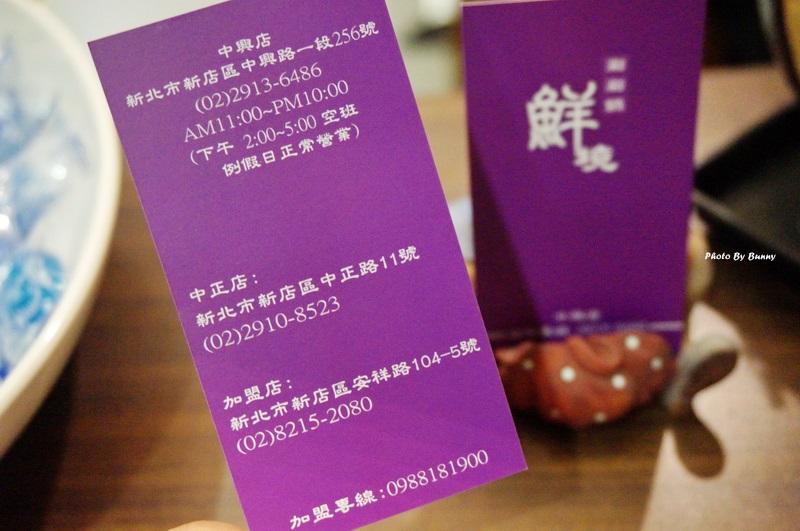 中興店
新北市新店區中興路一段256號
(02)2913-6486
AM11:00~PM10:00
(下午 2:00~5:00 空班
例假日正常營業)
中正店:
新北市新店區中正路11號
(02)2910-8523
加盟店:
新北市新店區安祥路104-5號
(02)8215-2080
加盟專線:0988181900
鮮
境
Photo By Bunny